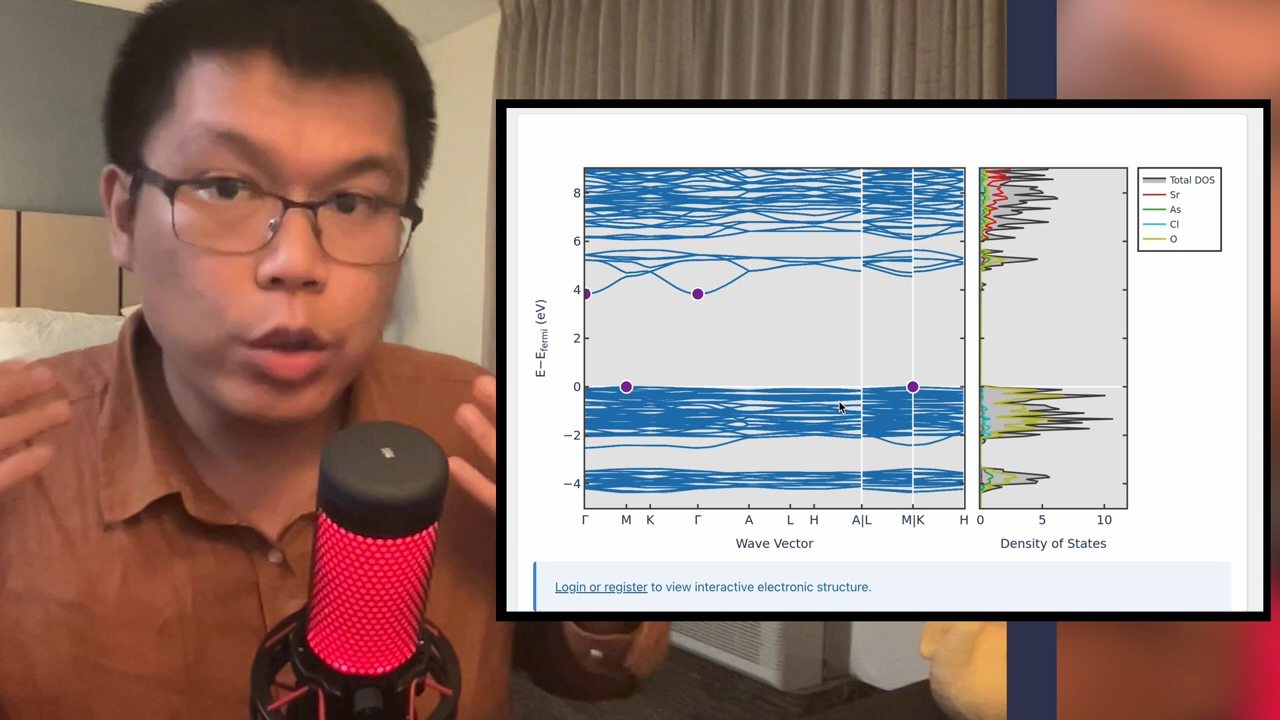 8
6
4
2
0
−2
−4
E−Efermi (eV)
Γ M K Γ A L H A|L M|K H
Wave Vector
0 5 10
Density of States
Total DOS
Sr
As
Cl
O
Login or register to view interactive electronic structure.